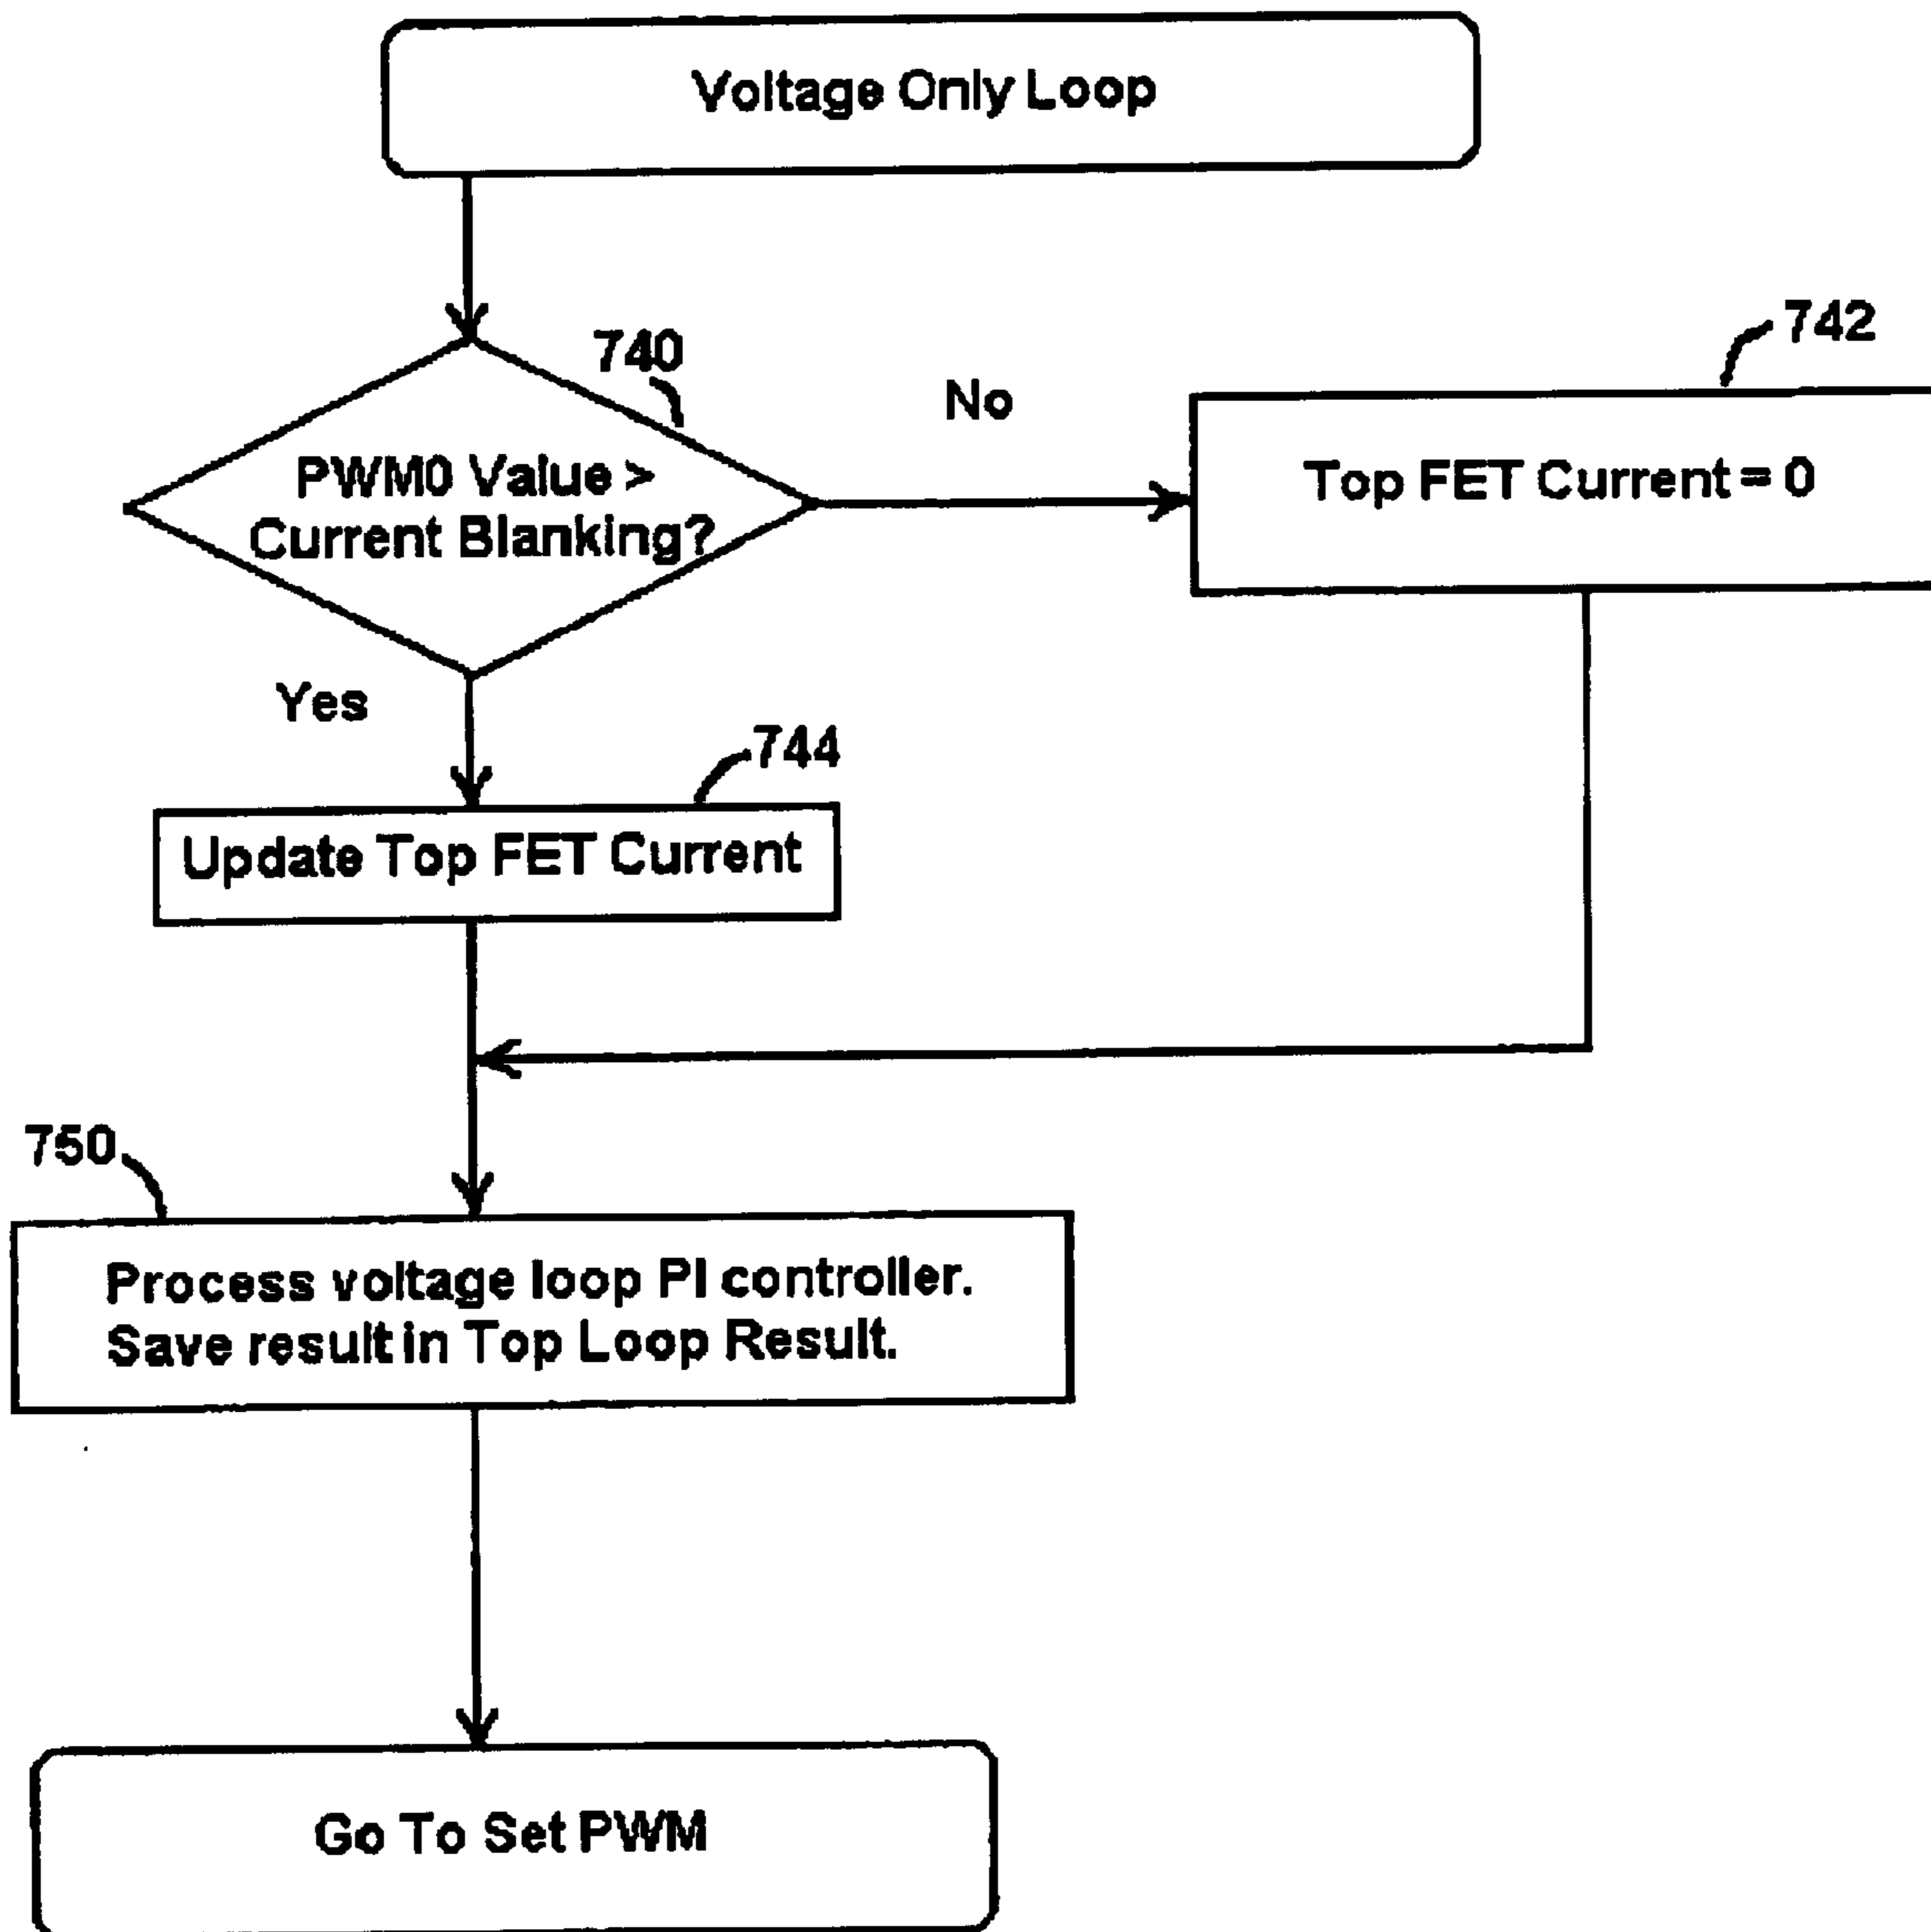 Voltage Only Loop
740
No
742
PWM0 Value >
Current Blanking?
Top FET Current = 0
Yes
744
Update Top FET Current
750
Process voltage loop PI controller.
Save result in Top Loop Result.
Go To Set PWM